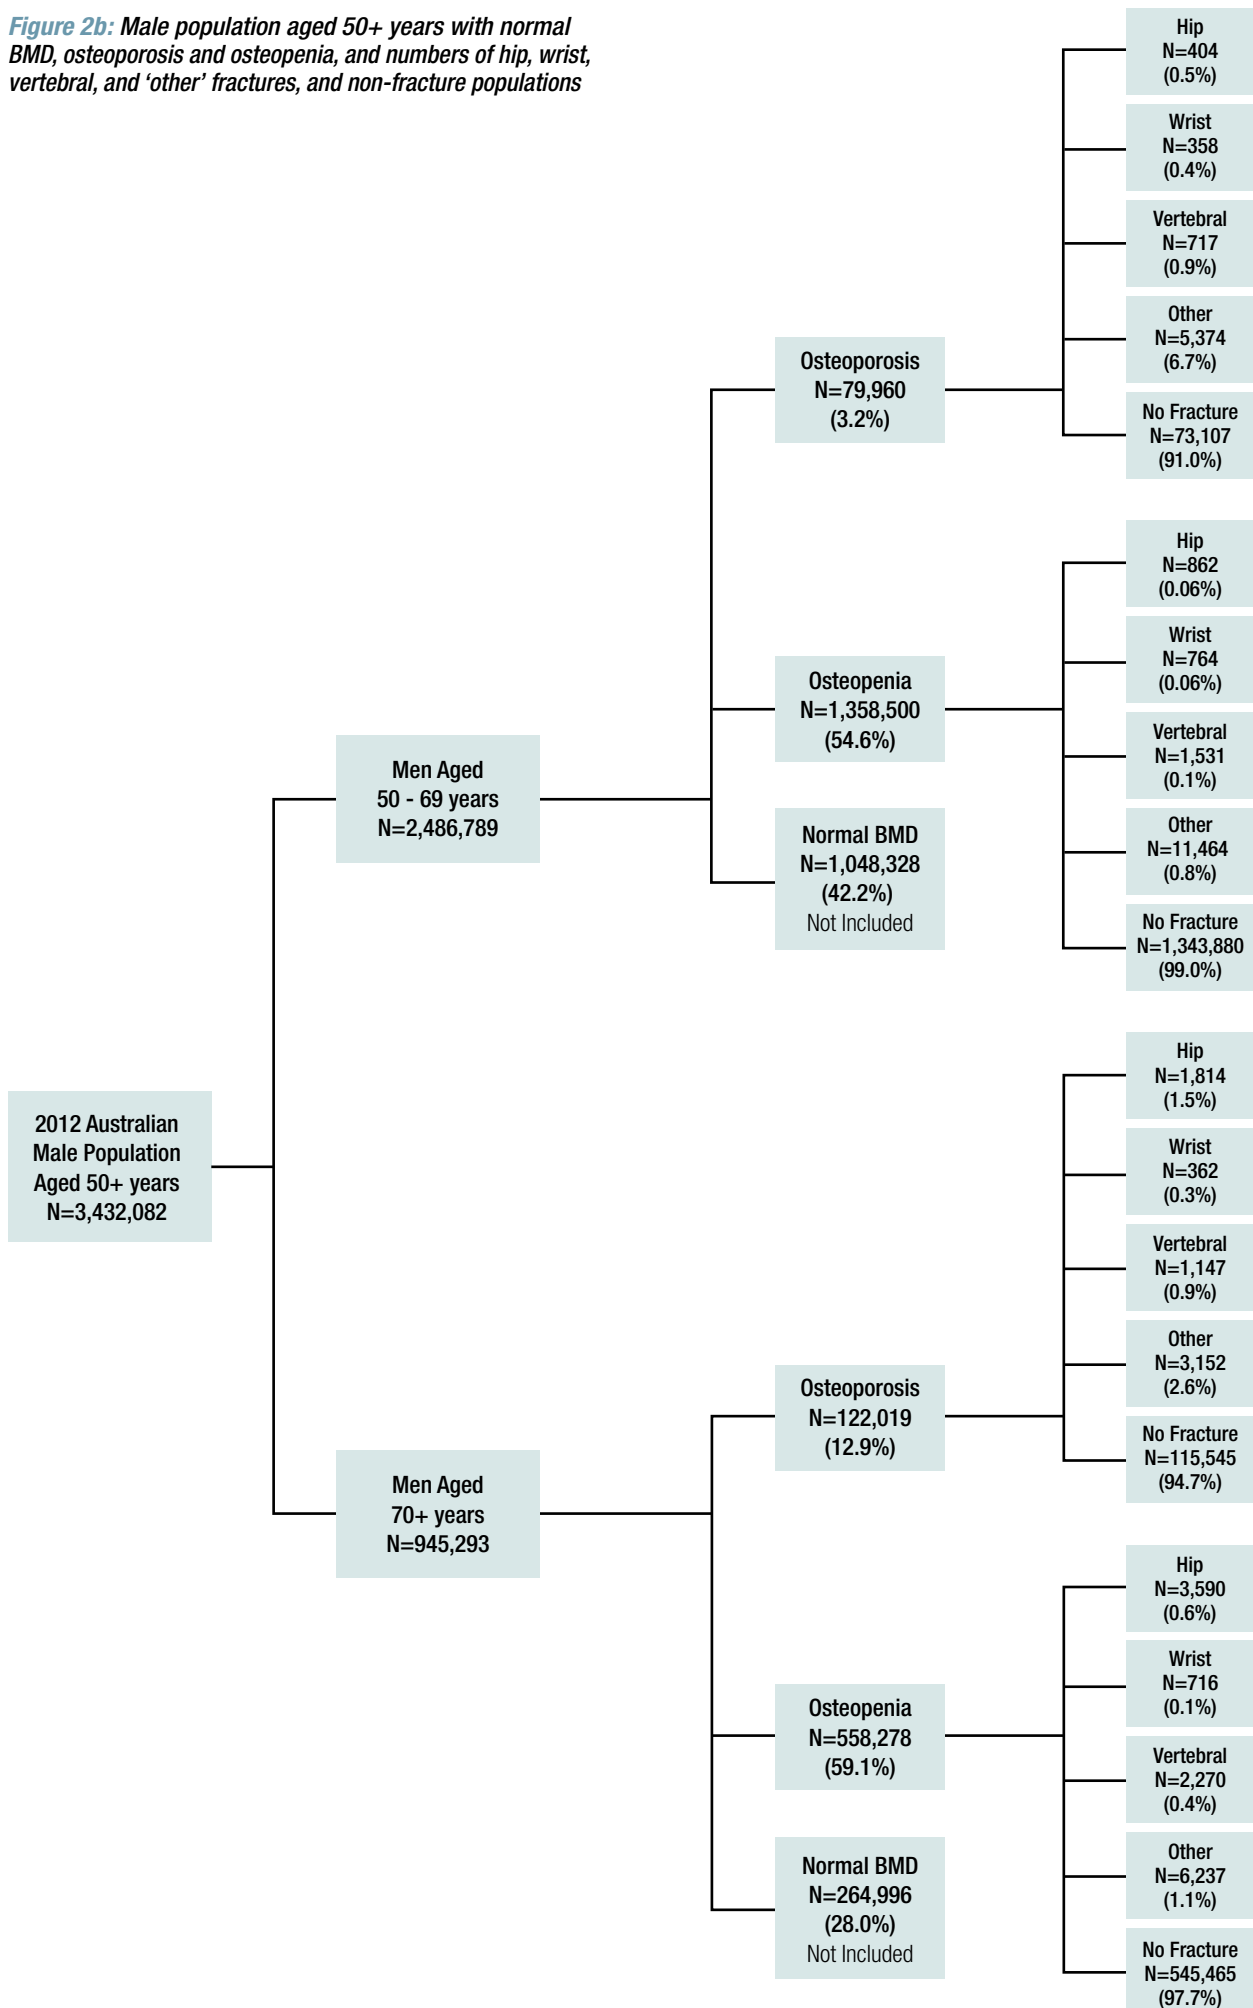 Figure 2b: Male population aged 50+ years with normal
BMD, osteoporosis and osteopenia, and numbers of hip, wrist,
vertebral, and ‘other’ fractures, and non-fracture populations
2012 Australian
Male Population
Aged 50+ years
N=3,432,082
Men Aged
50 - 69 years
N=2,486,789
Osteoporosis
N=79,960
(3.2%)
Hip
N=404
(0.5%)
Wrist
N=358
(0.4%)
Vertebral
N=717
(0.9%)
Other
N=5,374
(6.7%)
No Fracture
N=73,107
(91.0%)
Osteopenia
N=1,358,500
(54.6%)
Hip
N=862
(0.06%)
Wrist
N=764
(0.06%)
Vertebral
N=1,531
(0.1%)
Other
N=11,464
(0.8%)
No Fracture
N=1,343,880
(99.0%)
Normal BMD
N=1,048,328
(42.2%)
Not Included
Men Aged
70+ years
N=945,293
Osteoporosis
N=122,019
(12.9%)
Hip
N=1,814
(1.5%)
Wrist
N=362
(0.3%)
Vertebral
N=1,147
(0.9%)
Other
N=3,152
(2.6%)
No Fracture
N=115,545
(94.7%)
Osteopenia
N=558,278
(59.1%)
Hip
N=3,590
(0.6%)
Wrist
N=716
(0.1%)
Vertebral
N=2,270
(0.4%)
Other
N=6,237
(1.1%)
No Fracture
N=545,465
(97.7%)
Normal BMD
N=264,996
(28.0%)
Not Included